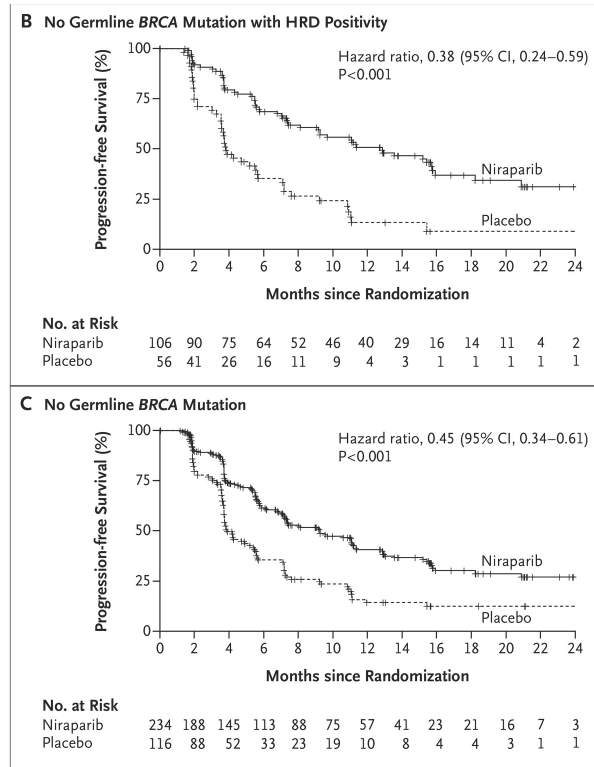 B No Germline BRCA Mutation with HRD Positivity
Progression-free Survival (%)
100
75
50
25
0
Hazard ratio, 0.38 (95% CI, 0.24–0.59)
P<0.001
Niraparib
Placebo
0 2 4 6 8 10 12 14 16 18 20 22 24
Months since Randomization
No. at Risk
Niraparib 106 90 75 64 52 46 40 29 16 14 11 4 2
Placebo 56 41 26 16 11 9 4 3 1 1 1 1 1
C No Germline BRCA Mutation
Progression-free Survival (%)
100
75
50
25
0
Hazard ratio, 0.45 (95% CI, 0.34–0.61)
P<0.001
Niraparib
Placebo
0 2 4 6 8 10 12 14 16 18 20 22 24
Months since Randomization
No. at Risk
Niraparib 234 188 145 113 88 75 57 41 23 21 16 7 3
Placebo 116 88 52 33 23 19 10 8 4 4 3 1 1